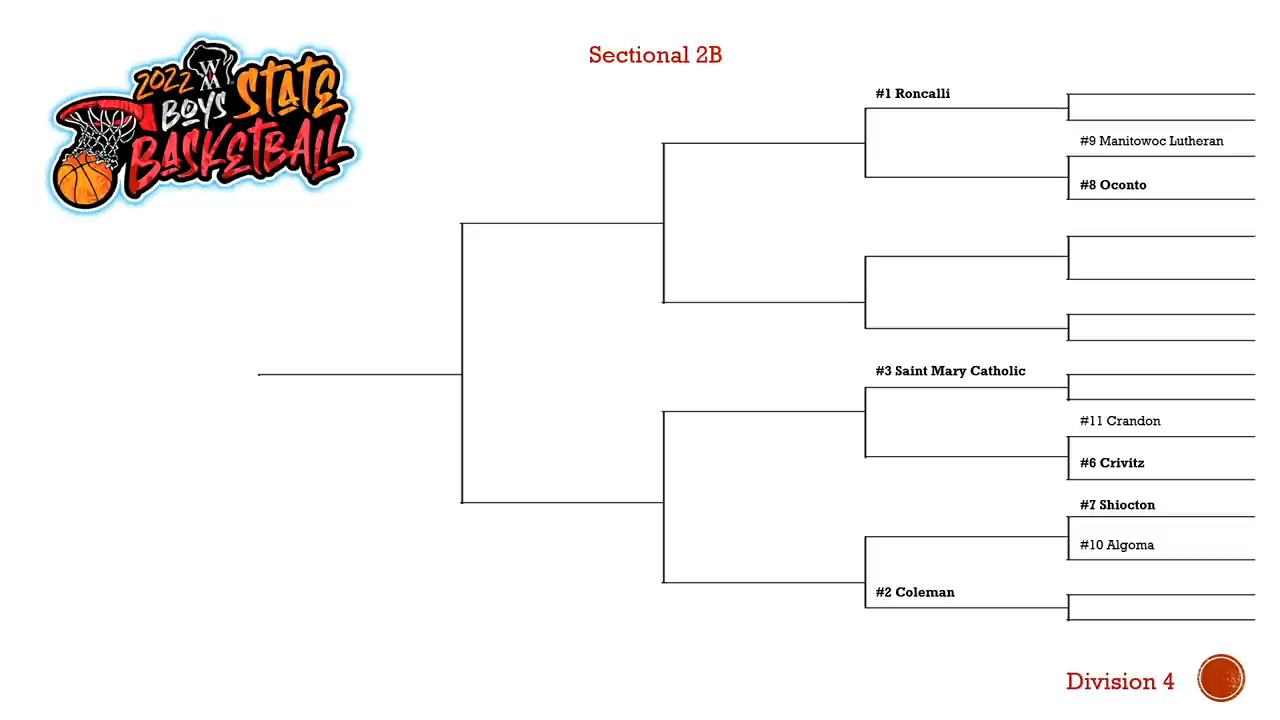 2022
WIAA
BOYS
STATE
BASKETBALL
Sectional 2B
#1 Roncalli
#9 Manitowoc Lutheran
#8 Oconto
#3 Saint Mary Catholic
#11 Crandon
#6 Crivitz
#7 Shiocton
#10 Algoma
#2 Coleman
Division 4